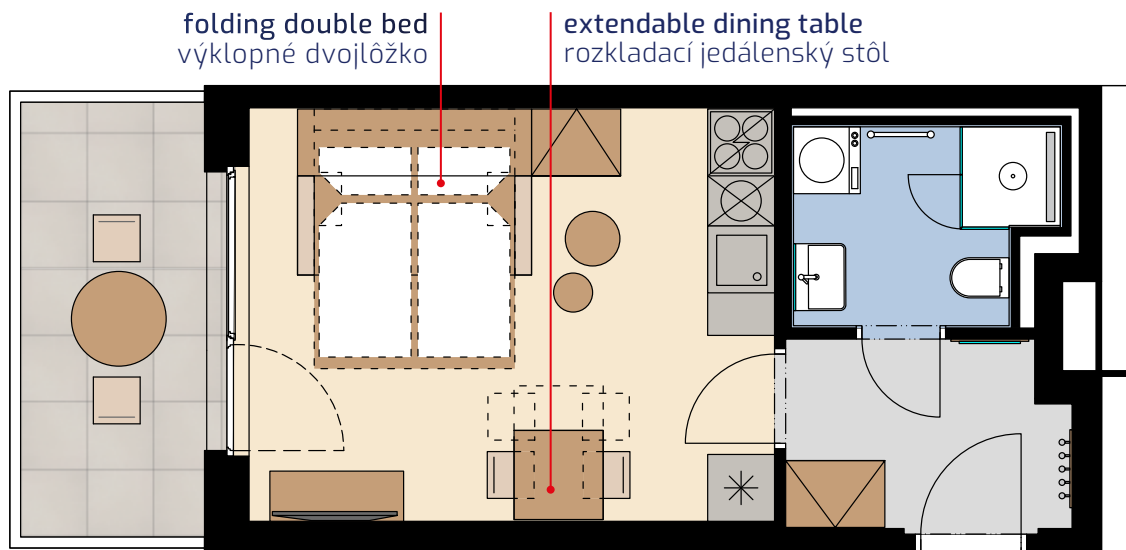 folding double bed
výklopné dvojlôžko
extendable dining table
rozkladací jedálenský stôl